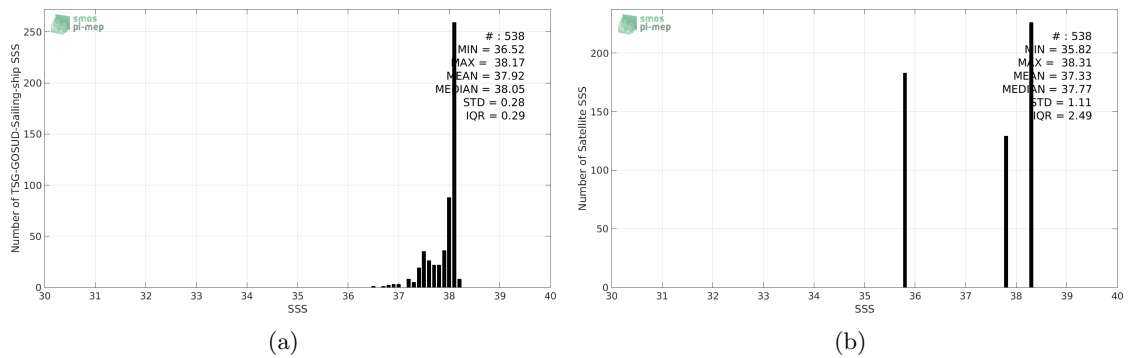 smos
pi-mep
# : 538
MIN = 36.52
MAX = 38.17
MEAN = 37.92
MEDIAN = 38.05
STD = 0.28
IQR = 0.29
Number of TSG-GOSUD-Sailing-ship SSS
250
200
150
100
50
0
30 31 32 33 34 35 36 37 38 39 40
SSS
(a)
smos
pi-mep
# : 538
MIN = 35.82
MAX = 38.31
MEAN = 37.33
MEDIAN = 37.77
STD = 1.11
IQR = 2.49
Number of Satellite SSS
200
150
100
50
0
30 31 32 33 34 35 36 37 38 39 40
SSS
(b)